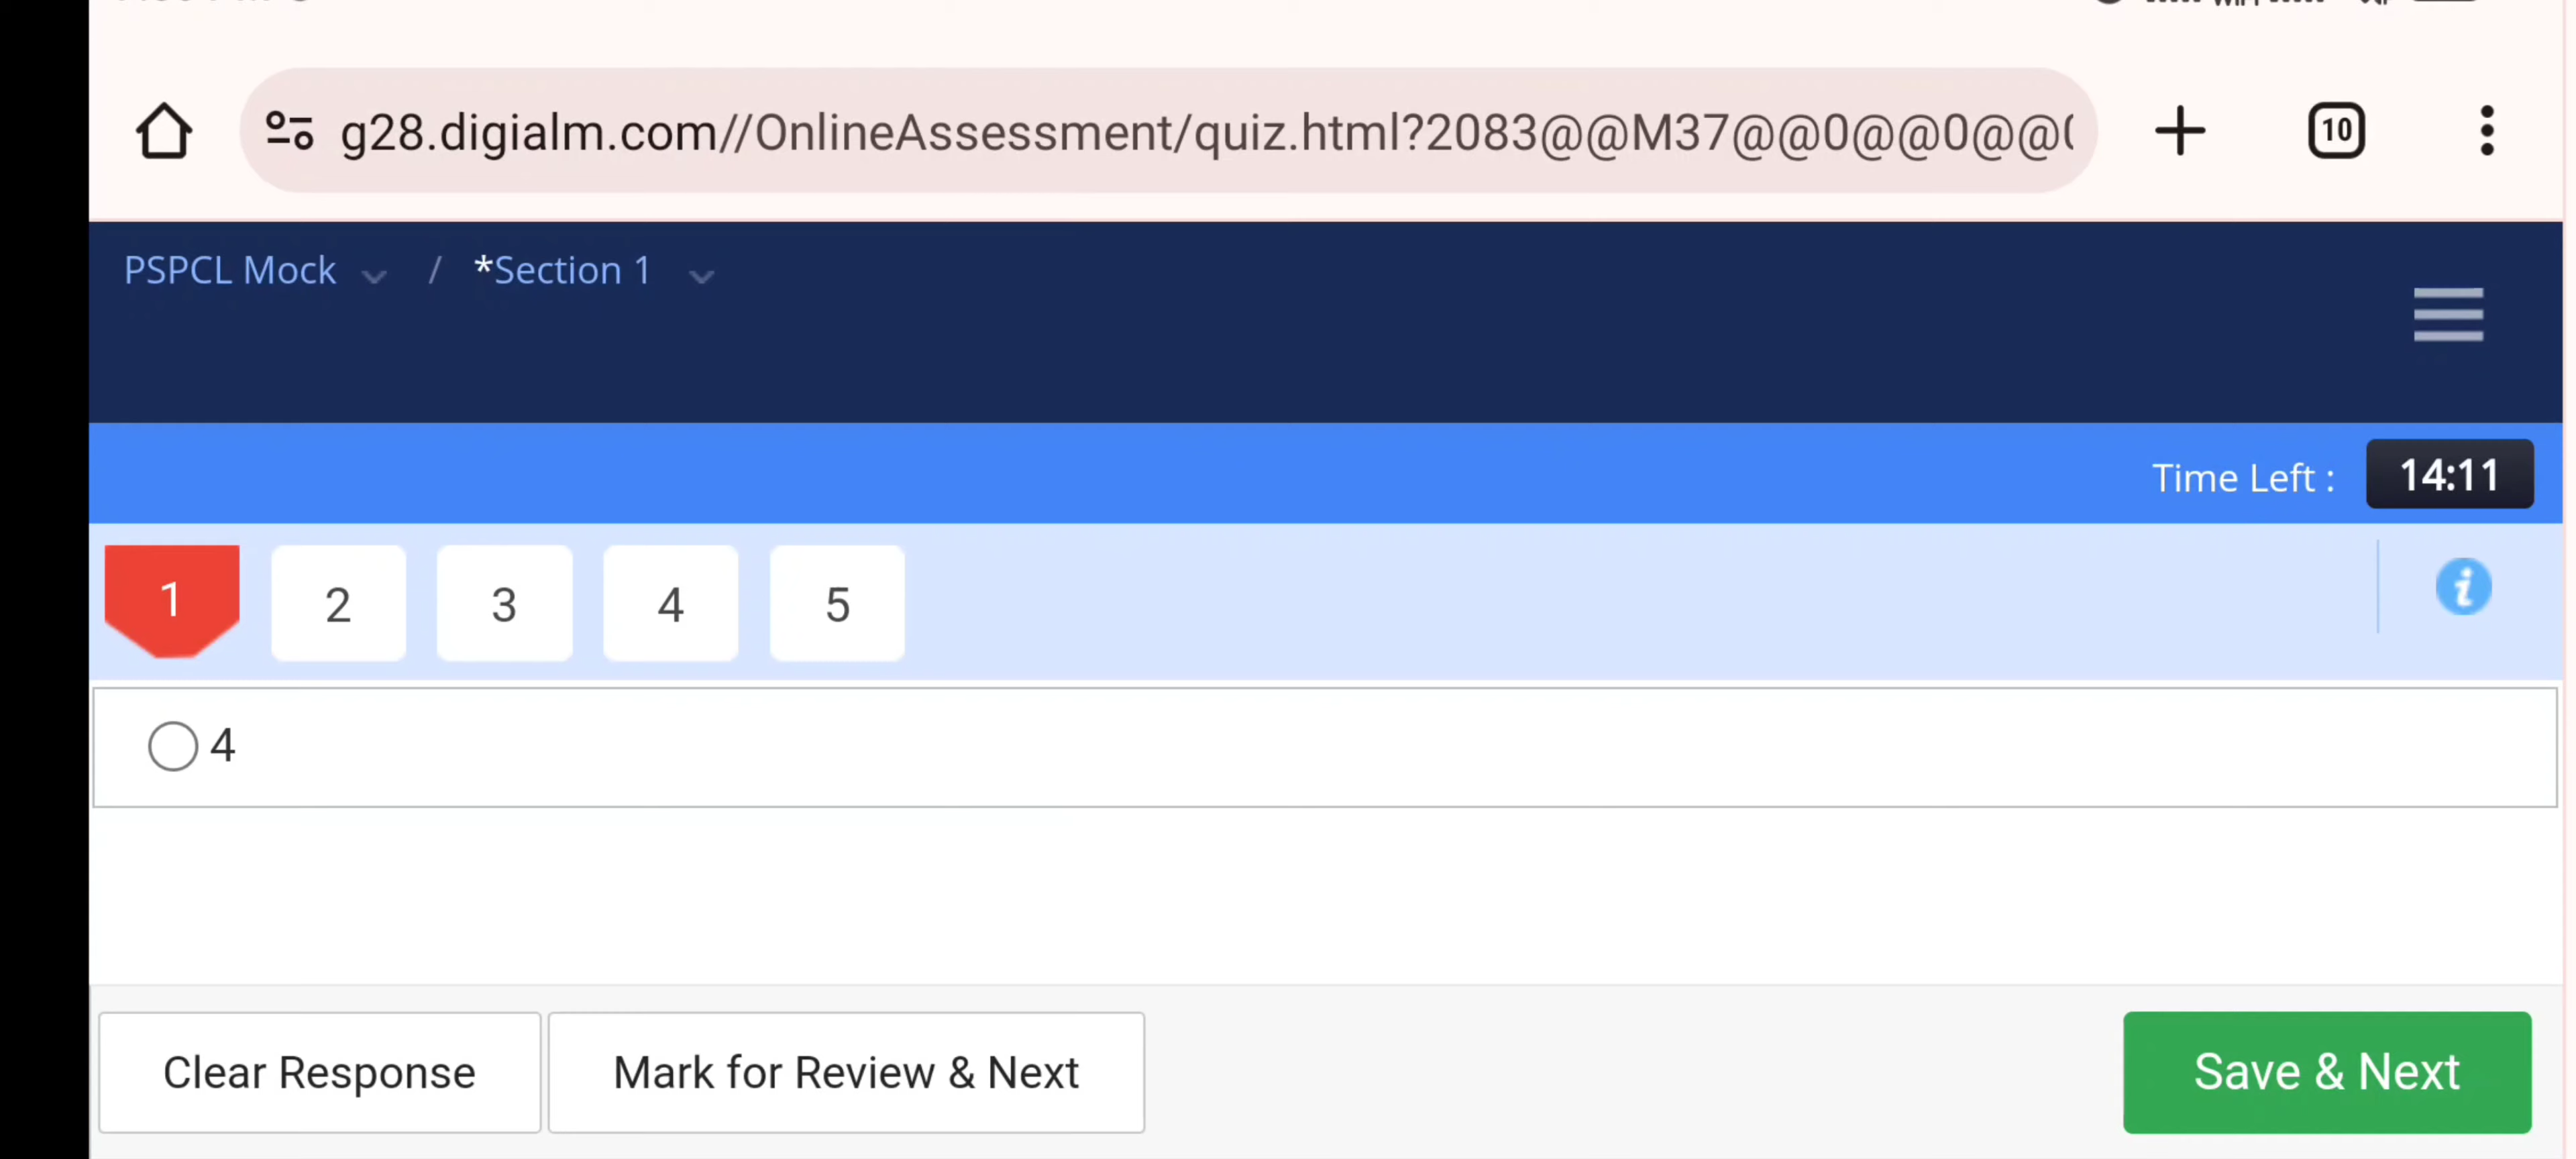 g28.digialm.com//OnlineAssessment/quiz.html?2083@@M37@@0@@0@@
10
PSPCL Mock / *Section 1
Time Left : 14:11
1 2 3 4 5
i
4
Clear Response Mark for Review & Next Save & Next